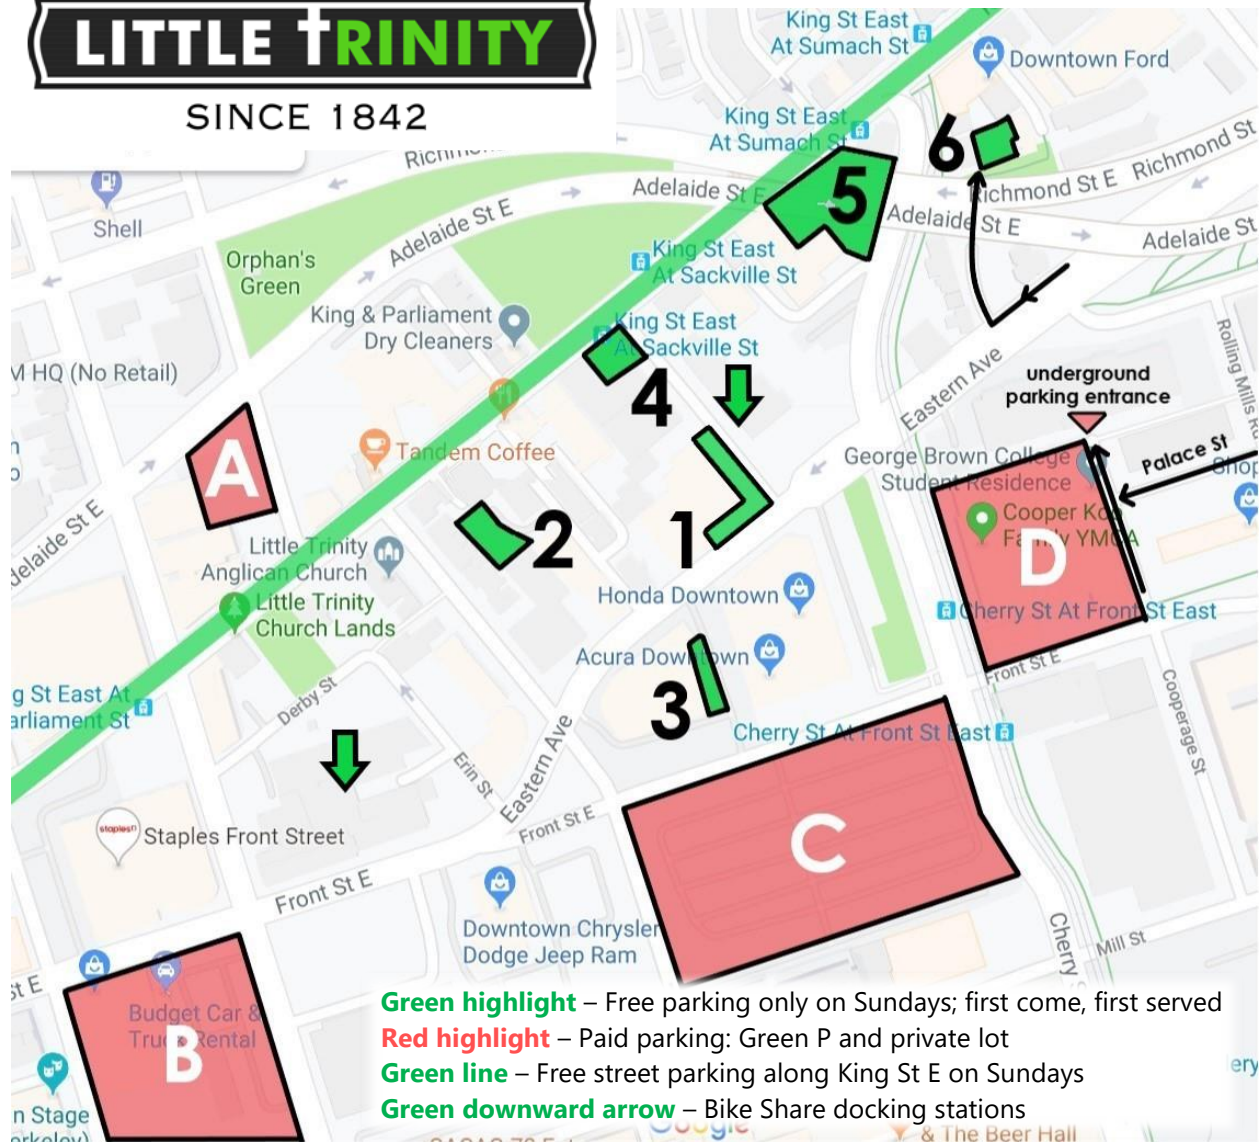 LITTLE TRINITY
SINCE 1842
King St East
At Sumach St
Downtown Ford
King St East
At Sumach St
6
Richmond St
Richmond St E
Adelaide St E
5
Adelaide St E
Adelaide St
Shell
Adelaide St E
Orphan's
Green
King St East
At Sackville St
King & Parliament
Dry Cleaners
King St East
At Sackville St
4
M HQ (No Retail)
Rolling Mills
Eastern Ave
underground
parking entrance
Palace St
A
Tandem Coffee
George Brown College
Student Residence
delaide St E
2
1
Cooper Koo
Family YMCA
D
Little Trinity
Anglican Church
Little Trinity
Church Lands
Honda Downtown
Cherry St At Front St East
Acura Downtown
Front St E
g St East At
arliament St
Derby St
3
Cherry St At Front St East
Cooperage St
Erin St
Eastern Ave
Front St E
Staples Front Street
staples
C
Front St E
Downtown Chrysler
Dodge Jeep Ram
Cherry
Mill St
St E
Budget Car &
Truck Rental
B
n Stage
Green highlight – Free parking only on Sundays; first come, first served
Red highlight – Paid parking: Green P and private lot
Green line – Free street parking along King St E on Sundays
Green downward arrow – Bike Share docking stations
Google
& The Beer Hall